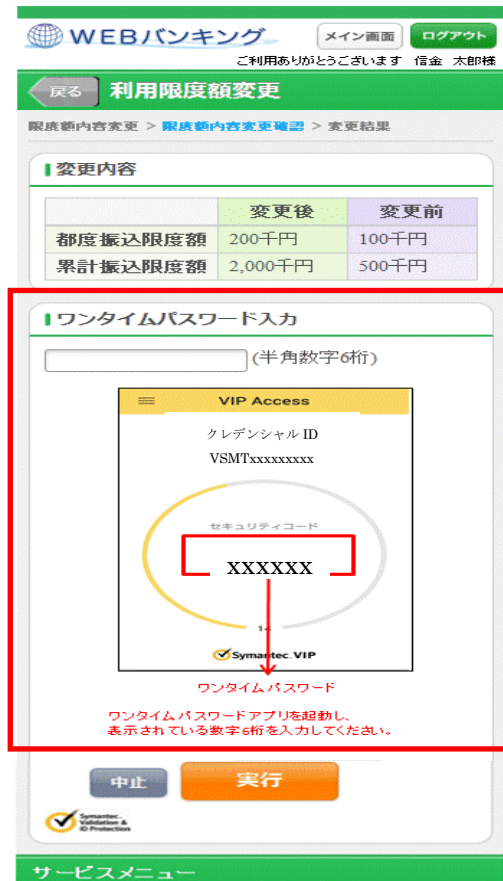 WEBバンキング
メイン画面
ログアウト
ご利用ありがとうございます 信金 太郎様
戻る 利用限度額変更
限度額内容変更 > 限度額内容変更確認 > 変更結果
変更内容
変更後 変更前
都度振込限度額 200千円 100千円
累計振込限度額 2,000千円 500千円
ワンタイムパスワード入力
(半角数字6桁)
VIP Access
クレデンシャル ID
VSMTxxxxxxxxx
セキュリティコード
xxxxxx
14
Symantec. VIP
ワンタイムパスワード
ワンタイムパスワードアプリを起動し、
表示されている数字6桁を入力してください。
中止 実行
Symantec.
Validation &
ID Protection
サービスメニュー